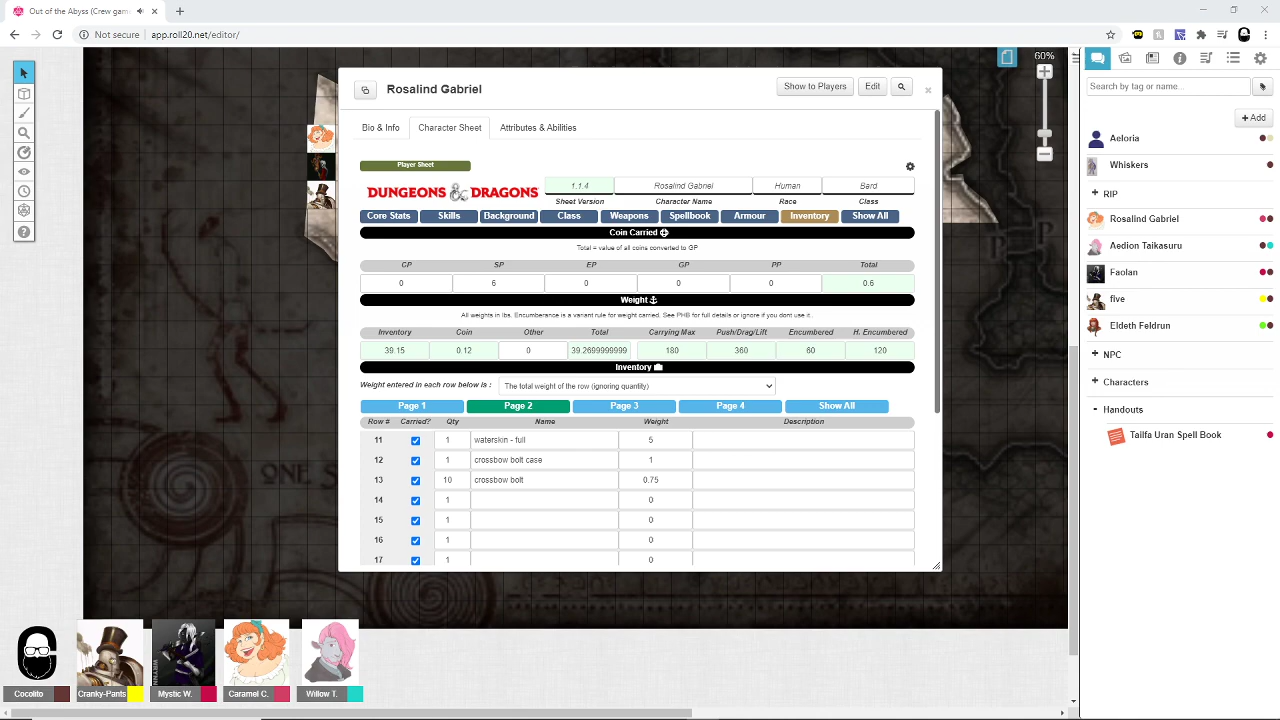 Out of the Abyss (Crew gam
Not secure
app.roll20.net/editor/
60%
Rosalind Gabriel
Show to Players
Edit
×
Bio & Info
Character Sheet
Attributes & Abilities
Player Sheet
DUNGEONS & DRAGONS
1.1.4
Rosalind Gabriel
Human
Bard
Sheet Version
Character Name
Race
Class
Core Stats
Skills
Background
Class
Weapons
Spellbook
Armour
Inventory
Show All
Coin Carried
Total = value of all coins converted to GP
CP SP EP GP PP Total
0 6 0 0 0 0.6
Weight
All weights in lbs. Encumberance is a variant rule for weight carried. See PHB for full details or ignore if you dont use it.
Inventory Coin Other Total Carrying Max Push/Drag/Lift Encumbered H. Encumbered
39.15 0.12 0 39.2699999999 180 360 60 120
Inventory
Weight entered in each row below is : The total weight of the row (ignoring quantity)
Page 1 Page 2 Page 3 Page 4 Show All
Row # Carried? Qty Name Weight Description
11 1 waterskin - full 5
12 1 crossbow bolt case 1
13 10 crossbow bolt 0.75
14 1 0
15 1 0
16 1 0
17 1 0
Search by tag or name...
+ Add
Aeloria
Whiskers
+ RIP
Rosalind Gabriel
Aedion Taikasuru
Faolan
five
Eldeth Feldrun
+ NPC
+ Characters
- Handouts
Tailfa Uran Spell Book
Cocolito
Cranky-Pants
Mystic W.
Caramel C.
Willow T.